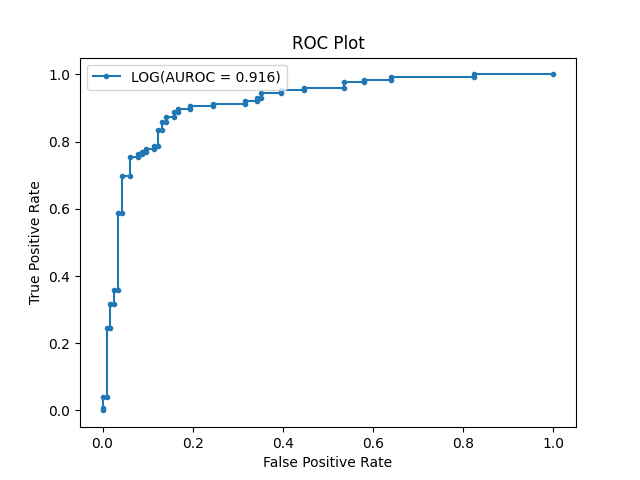 ROC Plot
LOG(AUROC = 0.916)
1.0
0.8
0.6
0.4
0.2
0.0
True Positive Rate
0.0 0.2 0.4 0.6 0.8 1.0
False Positive Rate